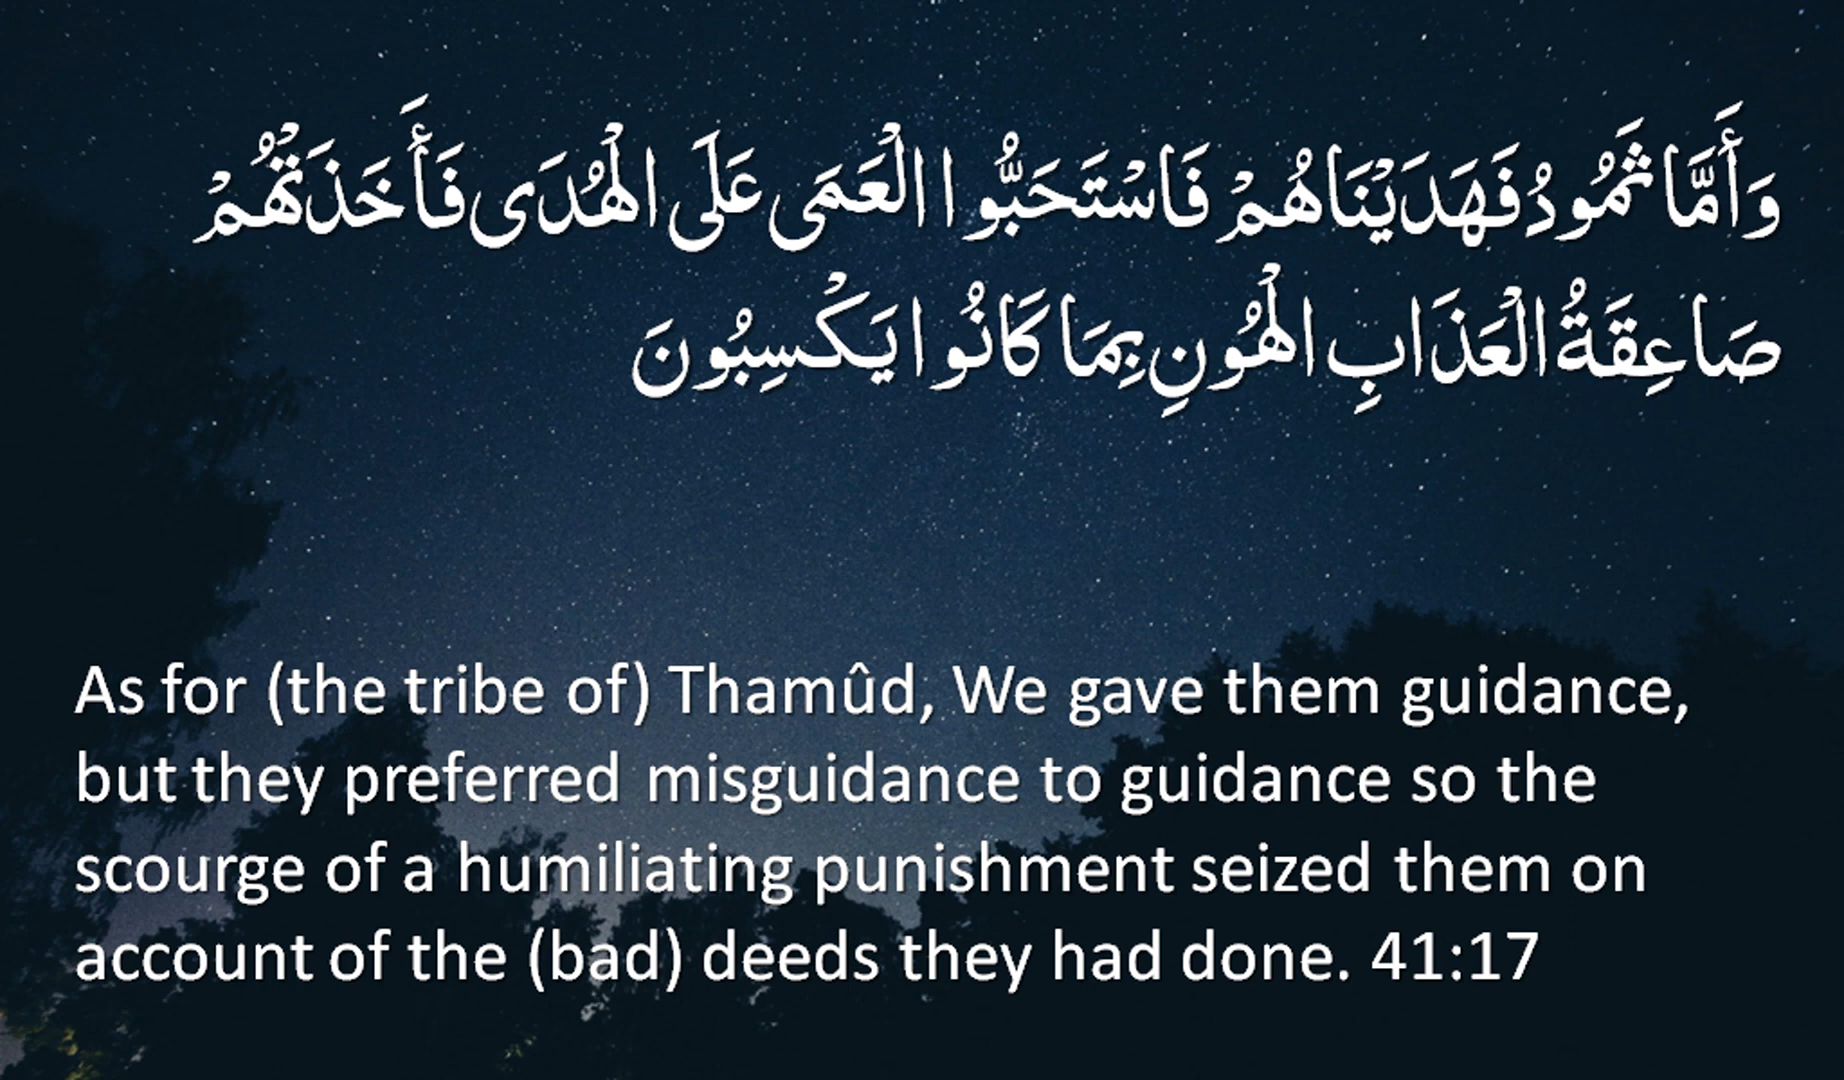 وَأَمَّا ثَمُودُ فَهَدَيْنَاهُمْ فَاسْتَحَبُّوا الْعَمَى عَلَى الْهُدَى فَأَخَذَتْهُمْ
صَاعِقَةُ الْعَذَابِ الْهُونِ بِمَا كَانُوا يَكْسِبُونَ
As for (the tribe of) Thamûd, We gave them guidance,
but they preferred misguidance to guidance so the
scourge of a humiliating punishment seized them on
account of the (bad) deeds they had done. 41:17